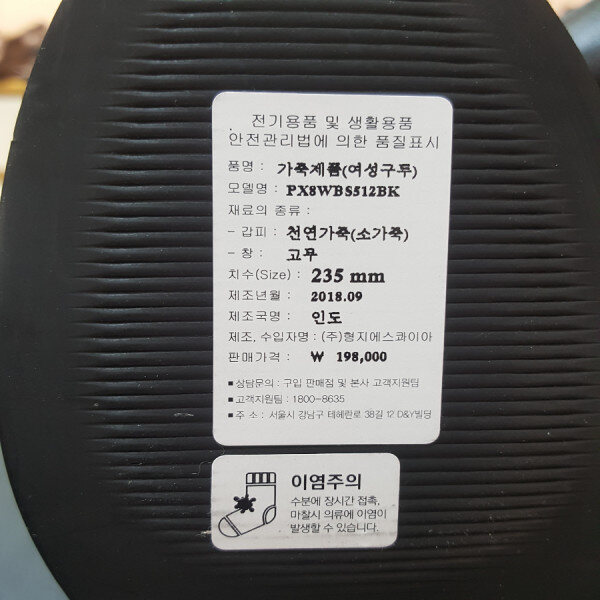 전기용품 및 생활용품
안전관리법에 의한 품질표시
품명 : 가죽제품(여성구두)
모델명 : PX8WBS512BK
재료의 종류 :
- 갑피 : 천연가죽(소가죽)
- 창 : 고무
치수(Size) : 235 mm
제조년월 : 2018.09
제조국명 : 인도
제조, 수입자명 : (주)형지에스콰이아
판매가격 : ₩ 198,000
■상담문의 : 구입 판매점 및 본사 고객지원팀
■고객지원팀 : 1800-8635
■주 소 : 서울시 강남구 테헤란로 38길 12 D&Y빌딩
이염주의
수분에 장시간 접촉,
마찰시 의류에 이염이
발생할 수 있습니다.